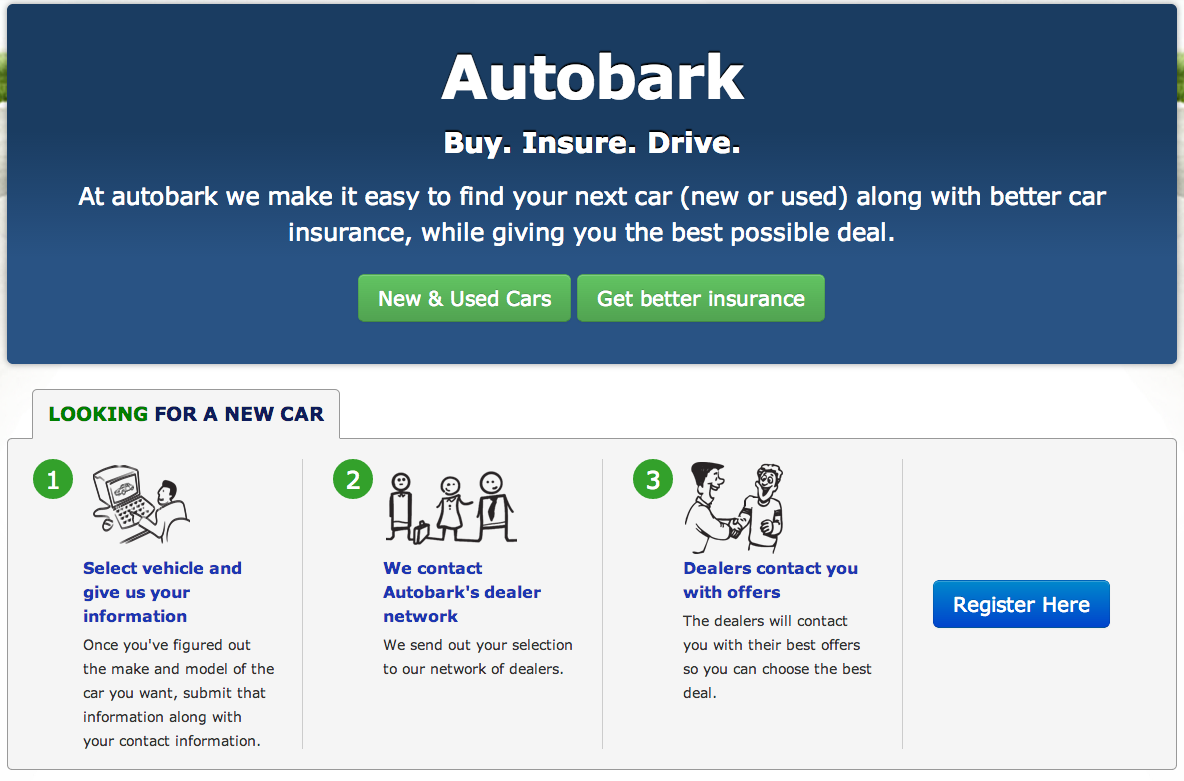 Autobark
Buy. Insure. Drive.
At autobark we make it easy to find your next car (new or used) along with better car
insurance, while giving you the best possible deal.
New & Used Cars
Get better insurance
LOOKING FOR A NEW CAR
1
Select vehicle and
give us your
information
Once you've figured out
the make and model of the
car you want, submit that
information along with
your contact information.
2
We contact
Autobark's dealer
network
We send out your selection
to our network of dealers.
3
Dealers contact you
with offers
The dealers will contact
you with their best offers
so you can choose the best
deal.
Register Here